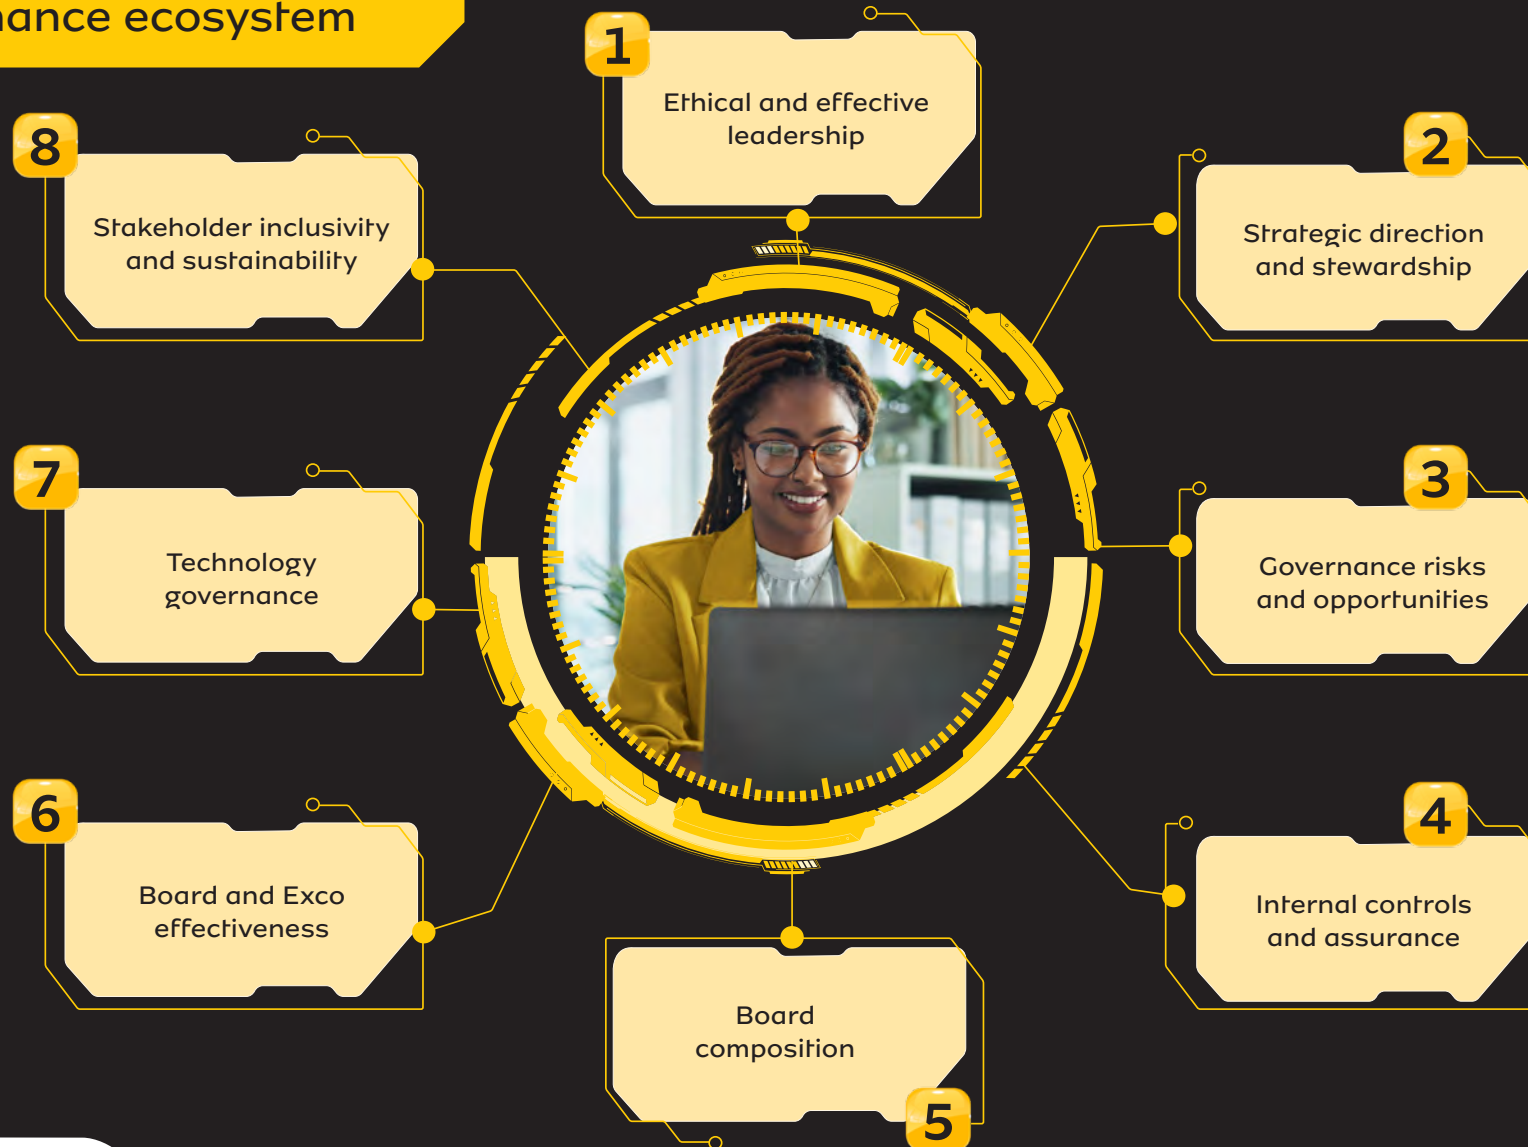 ance ecosystem
1
Ethical and effective
leadership
2
Strategic direction
and stewardship
3
Governance risks
and opportunities
4
Internal controls
and assurance
5
Board
composition
6
Board and Exco
effectiveness
7
Technology
governance
8
Stakeholder inclusivity
and sustainability